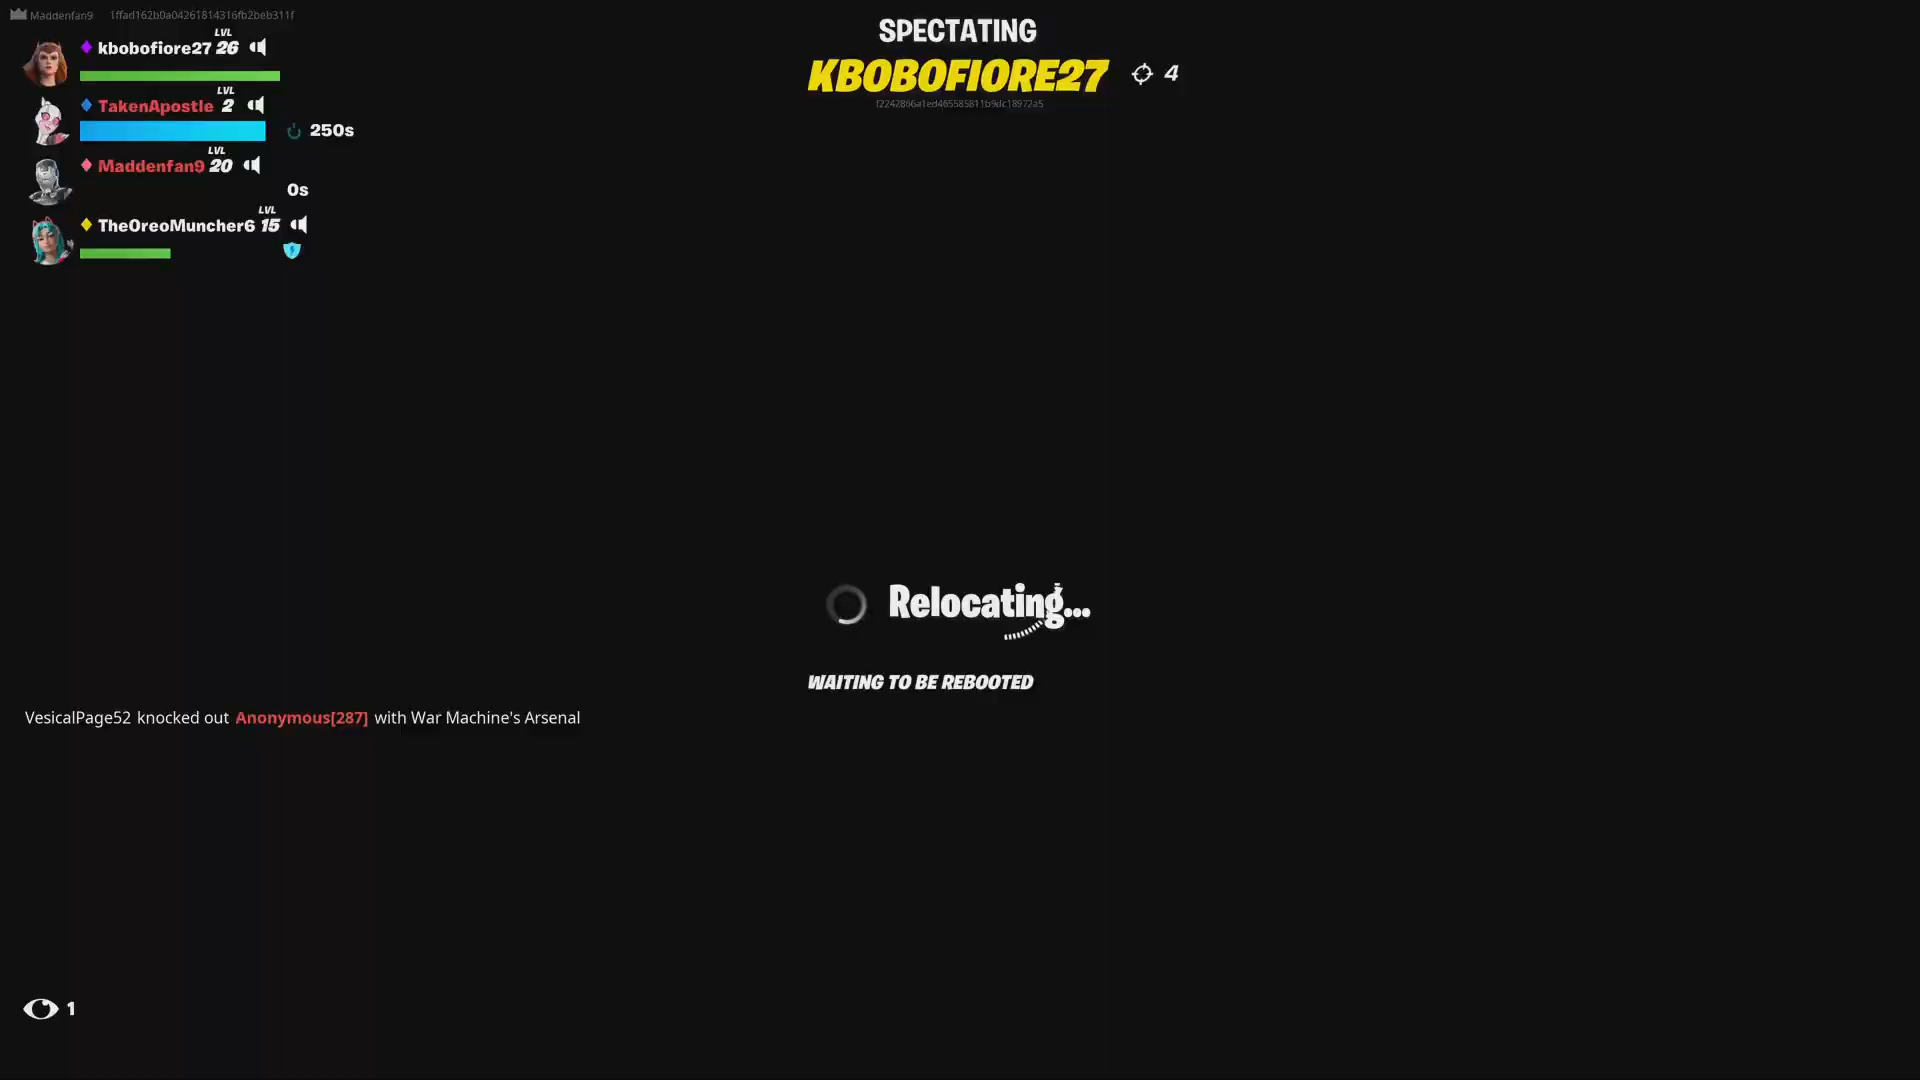 Maddenfan9 1ffad162b0a04261814316fb2beb311f
LVL
kbobofiore27 26
LVL
TakenApostle 2
250s
LVL
Maddenfan9 20
0s
LVL
TheOreoMuncher6 15
SPECTATING
KBOBOFIORE27 4
f2242866a1ed465585811b9dc18972a5
Relocating...
WAITING TO BE REBOOTED
VesicalPage52 knocked out Anonymous[287] with War Machine's Arsenal
1